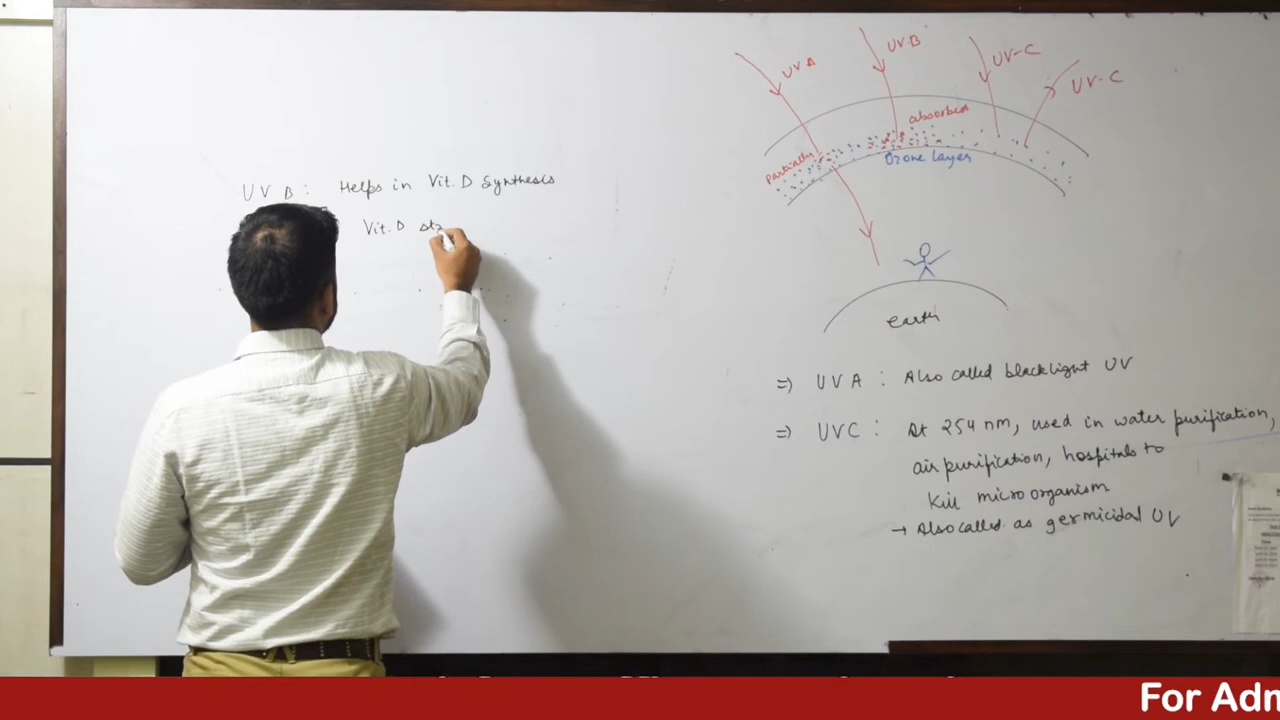 UVA
UVB
UV-C
UV-C
absorbed
Partially
Ozone layer
UV B : Helps in Vit. D Synthesis
Vit. D
earth
⇒ UVA : Also called blacklight UV
⇒ UVC : At 254 nm, used in water purification,
air purification, hospitals to
Kill micro organism
→ Also called as germicidal UV
For Adm